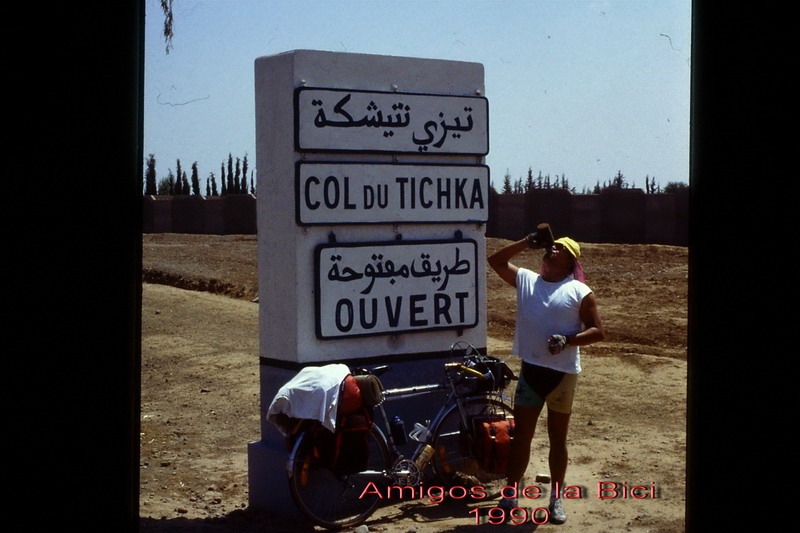 تيزي نتيشكة
COL DU TICHKA
طريق مفتوحة
OUVERT
Amigos de la Bici
1990